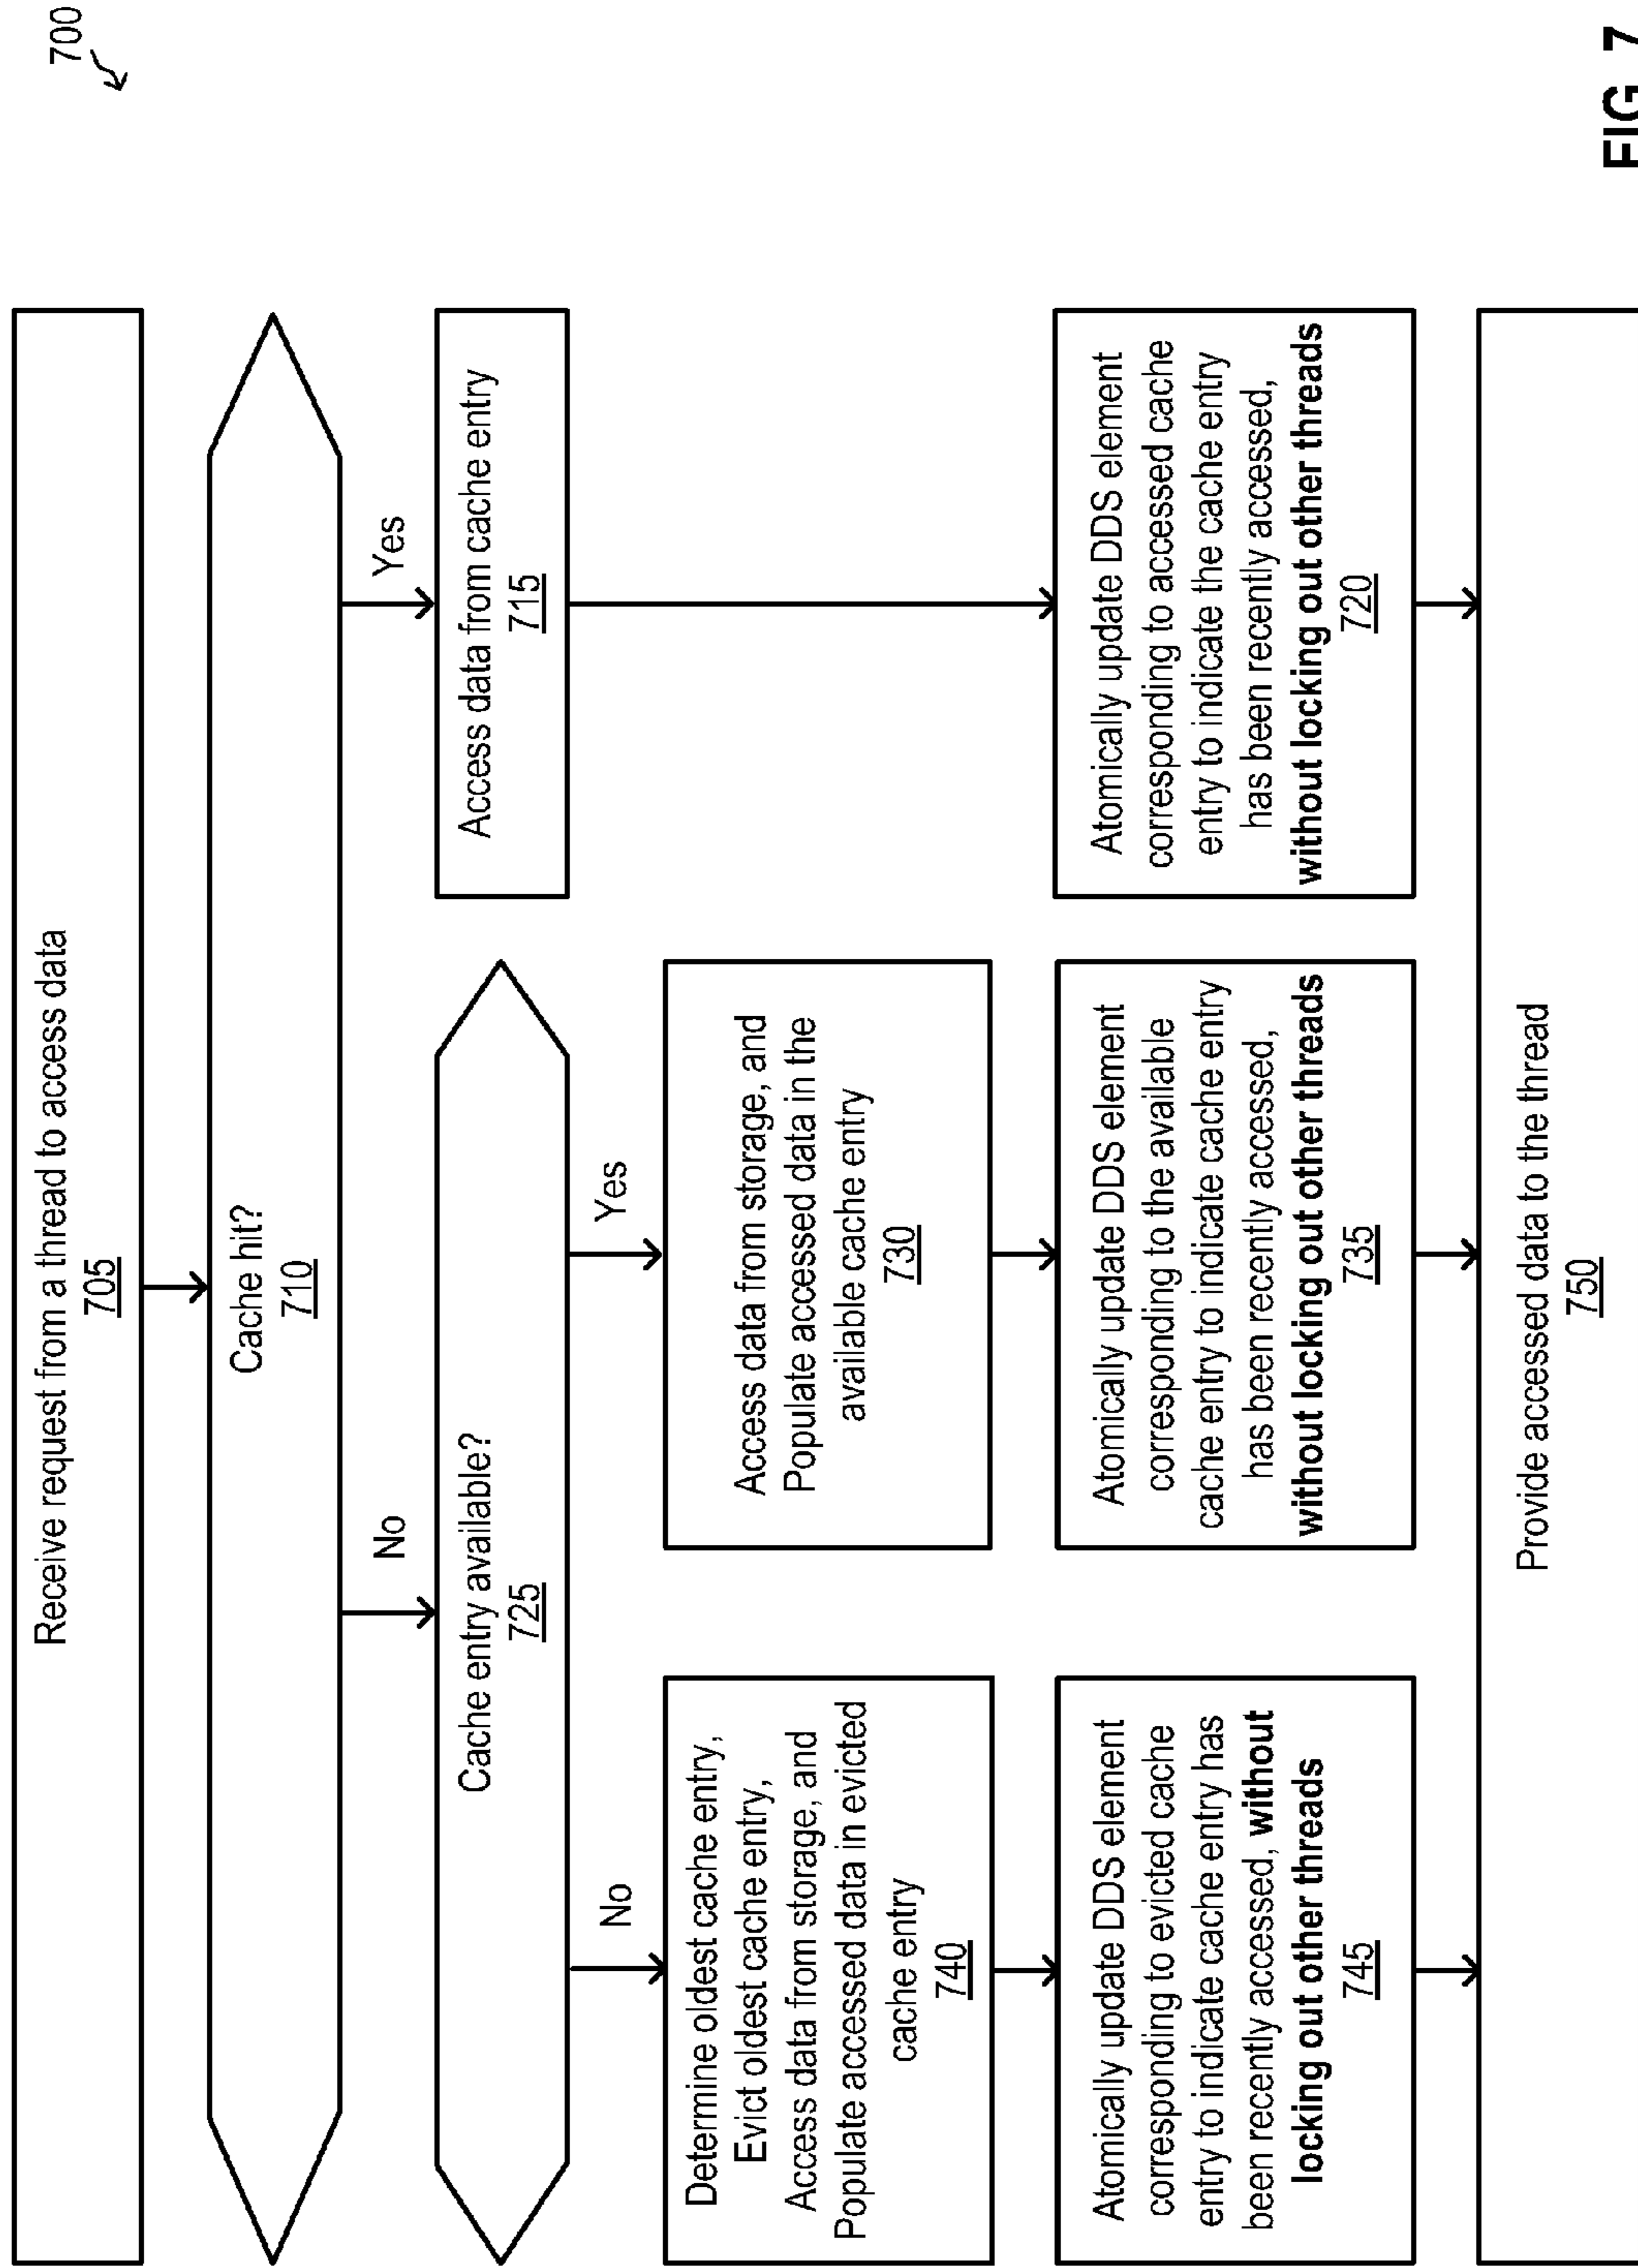 700
Receive request from a thread to access data
705
Cache hit?
710
No
Yes
Cache entry available?
725
Access data from cache entry
715
No
Yes
Determine oldest cache entry,
Evict oldest cache entry,
Access data from storage, and
Populate accessed data in evicted
cache entry
740
Access data from storage, and
Populate accessed data in the
available cache entry
730
Atomically update DDS element
corresponding to evicted cache
entry to indicate cache entry has
been recently accessed, without
locking out other threads
745
Atomically update DDS element
corresponding to the available
cache entry to indicate cache entry
has been recently accessed,
without locking out other threads
735
Atomically update DDS element
corresponding to accessed cache
entry to indicate the cache entry
has been recently accessed,
without locking out other threads
720
Provide accessed data to the thread
750
FIG. 7